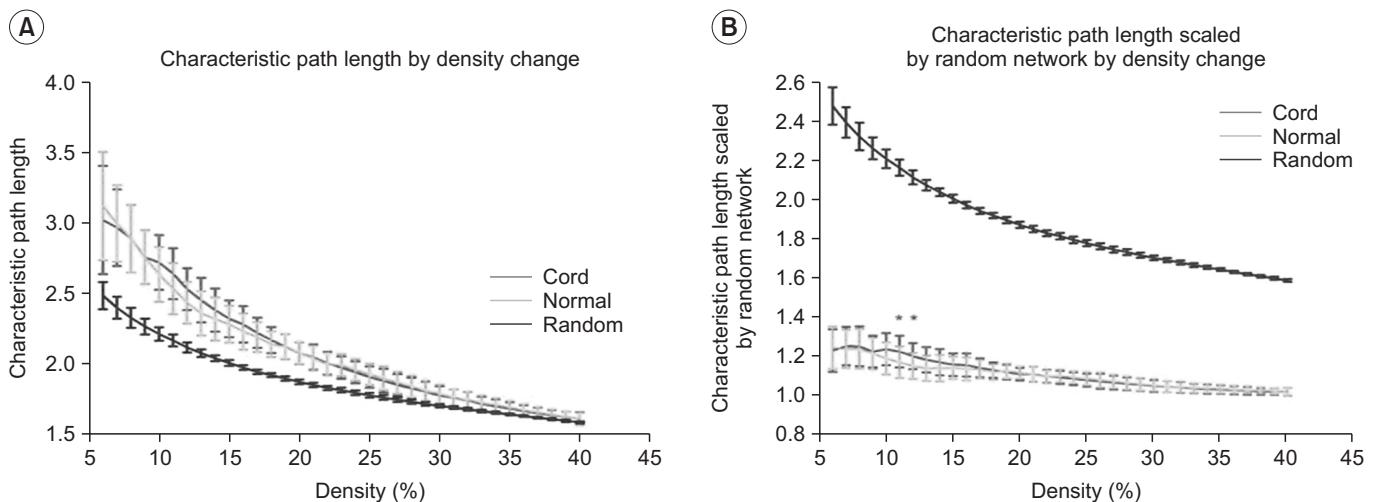 A
Characteristic path length by density change
Characteristic path length
4.0
3.5
3.0
2.5
2.0
1.5
Cord
Normal
Random
5 10 15 20 25 30 35 40 45
Density (%)
B
Characteristic path length scaled
by random network by density change
Characteristic path length scaled
by random network
2.6
2.4
2.2
2.0
1.8
1.6
1.4
1.2
1.0
0.8
Cord
Normal
Random
* *
5 10 15 20 25 30 35 40 45
Density (%)